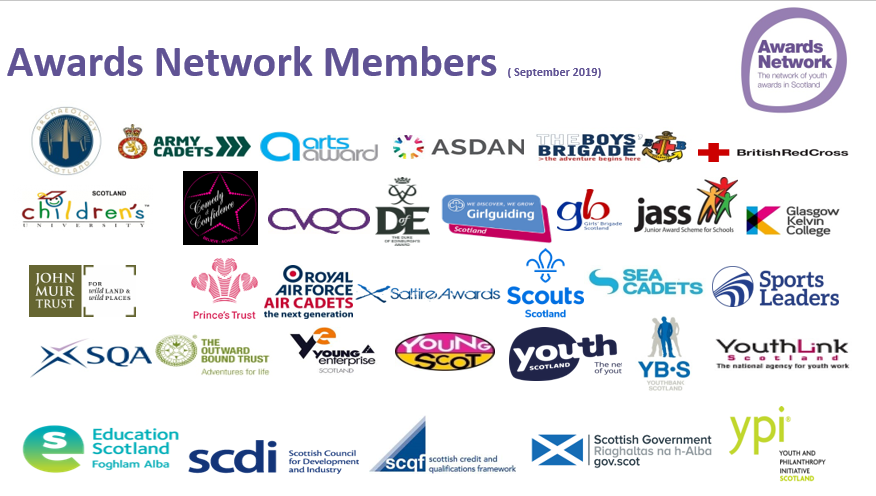 Awards Network Members ( September 2019)
Awards
Network
The network of youth
awards in Scotland
ARCHAEOLOGY
SCOTLAND
ARMY
CADETS
arts
award
ASDAN
THE BOYS'
BRIGADE
>the adventure begins here
BritishRedCross
SCOTLAND
children's
UNIVERSITY
Comedy
&
Confidence
CVQO
DofE
THE DUKE
OF EDINBURGH'S
AWARD
WE DISCOVER, WE GROW
Girlguiding
Scotland
gb
Girls' Brigade
Scotland
jass
Junior Award Scheme for Schools
Glasgow
Kelvin
College
JOHN
MUIR
TRUST
FOR
wild LAND &
wild PLACES
Prince's Trust
ROYAL
AIR FORCE
AIR CADETS
the next generation
Saltire Awards
Scouts
Scotland
SEA
CADETS
Sports
Leaders
SQA
THE
OUTWARD
BOUND TRUST
Adventures for life
Ye
YOUNG
enterprise
SCOTLAND
YOUNG
SCOT
youth
SCOTLAND
The net
of yout
YB·S
YOUTHBANK
SCOTLAND
YouthLink
Scotland
The national agency for youth work
Education
Scotland
Foghlam Alba
scdi
Scottish Council
for Development
and Industry
scqf
scottish credit and
qualifications framework
Scottish Government
Riaghaltas na h-Alba
gov.scot
ypi
YOUTH AND
PHILANTHROPY
INITIATIVE
SCOTLAND